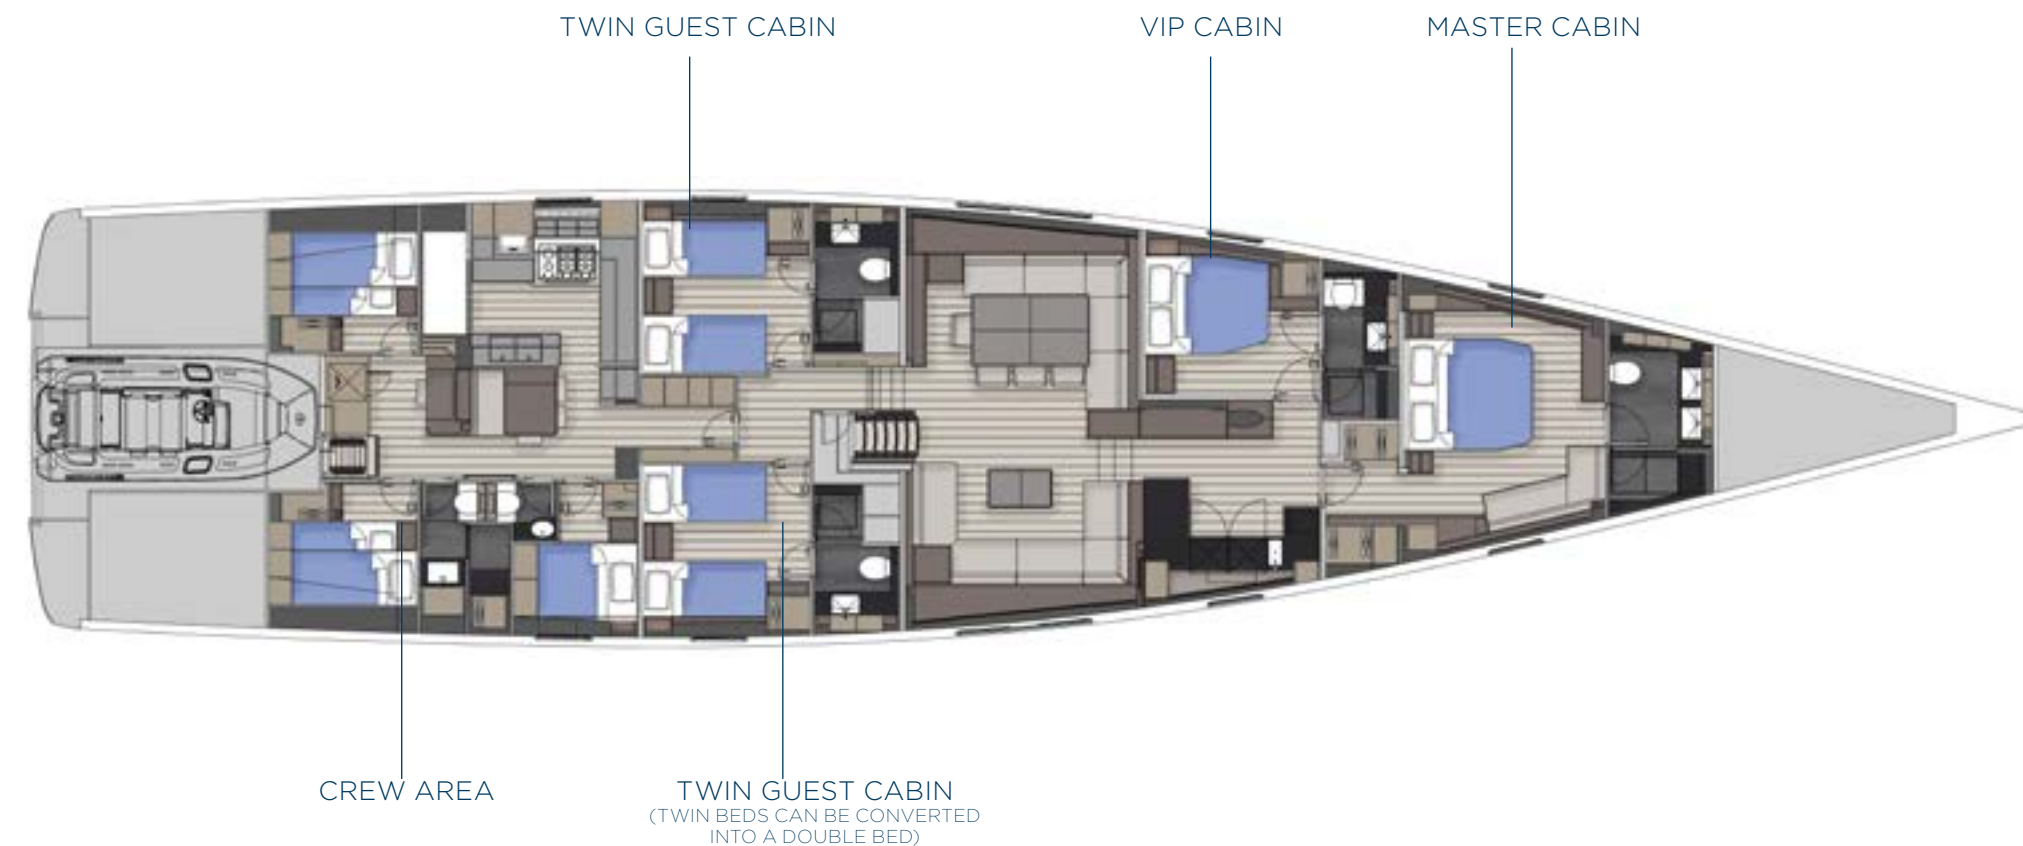 TWIN GUEST CABIN
VIP CABIN
MASTER CABIN
CREW AREA
TWIN GUEST CABIN
(TWIN BEDS CAN BE CONVERTED
INTO A DOUBLE BED)